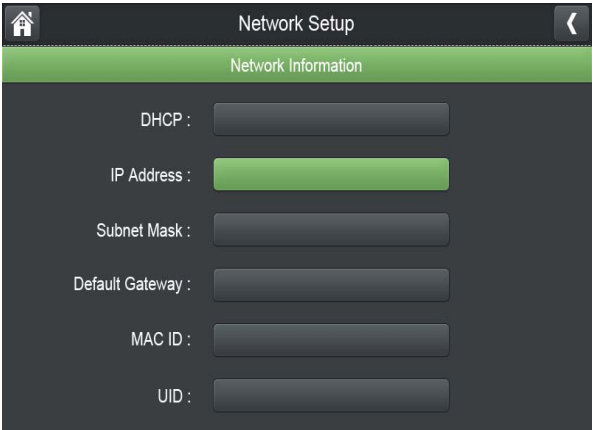 Network Setup
Network Information
DHCP :
IP Address :
Subnet Mask :
Default Gateway :
MAC ID :
UID :